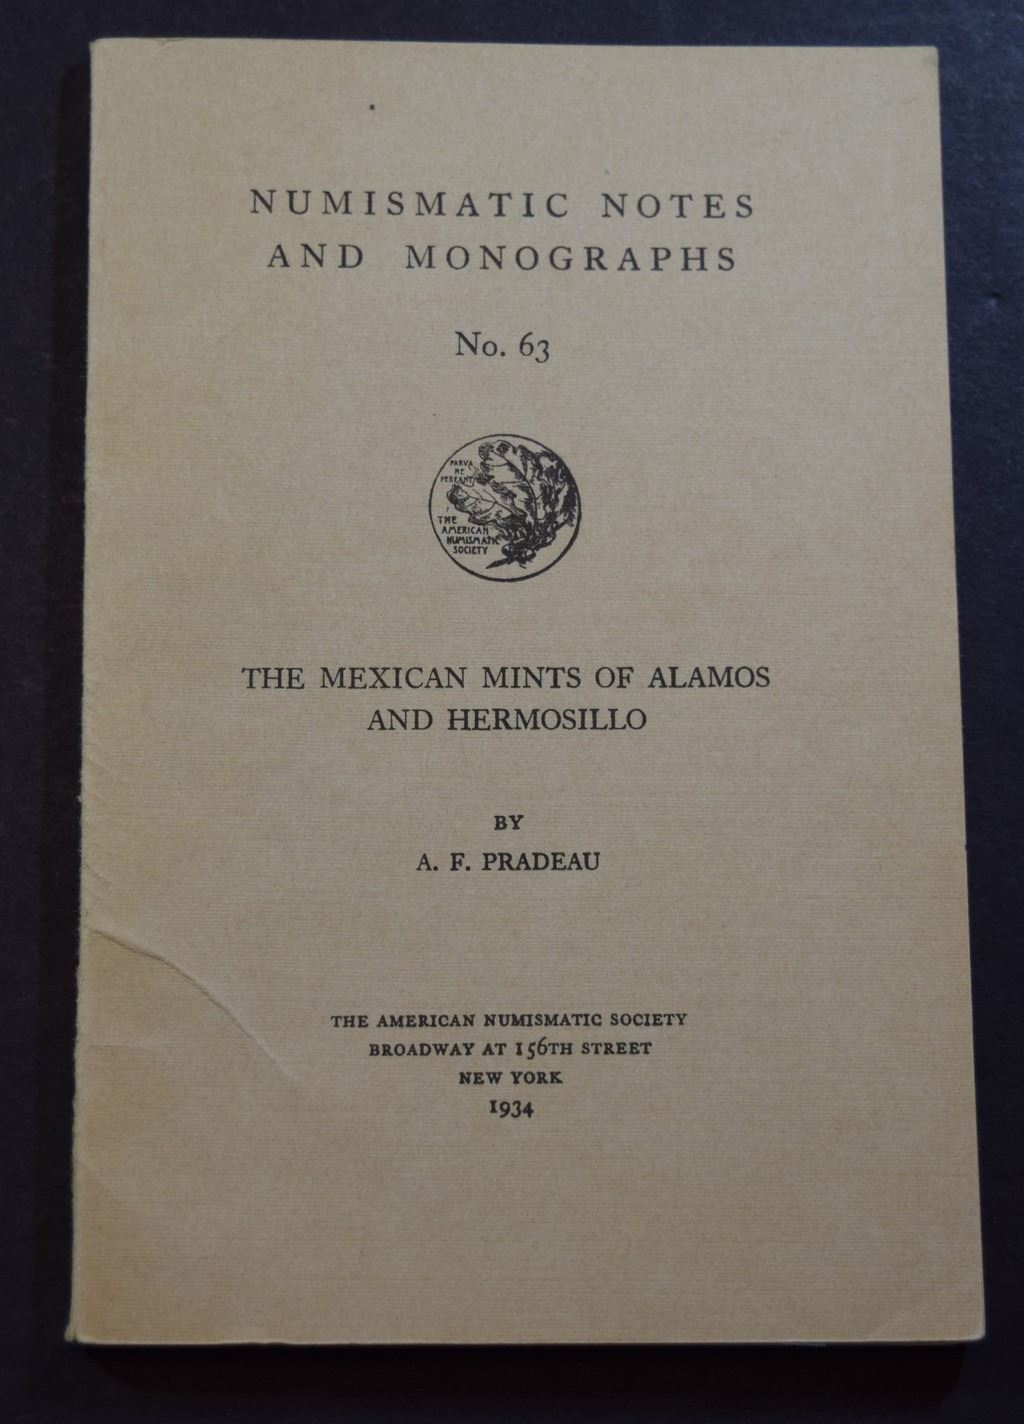 NUMISMATIC NOTES
AND MONOGRAPHS
No. 63
PARVA
NE
PEREANT
THE
AMERICAN
NUMISMATIC
SOCIETY
THE MEXICAN MINTS OF ALAMOS
AND HERMOSILLO
BY
A. F. PRADEAU
THE AMERICAN NUMISMATIC SOCIETY
BROADWAY AT 156TH STREET
NEW YORK
1934